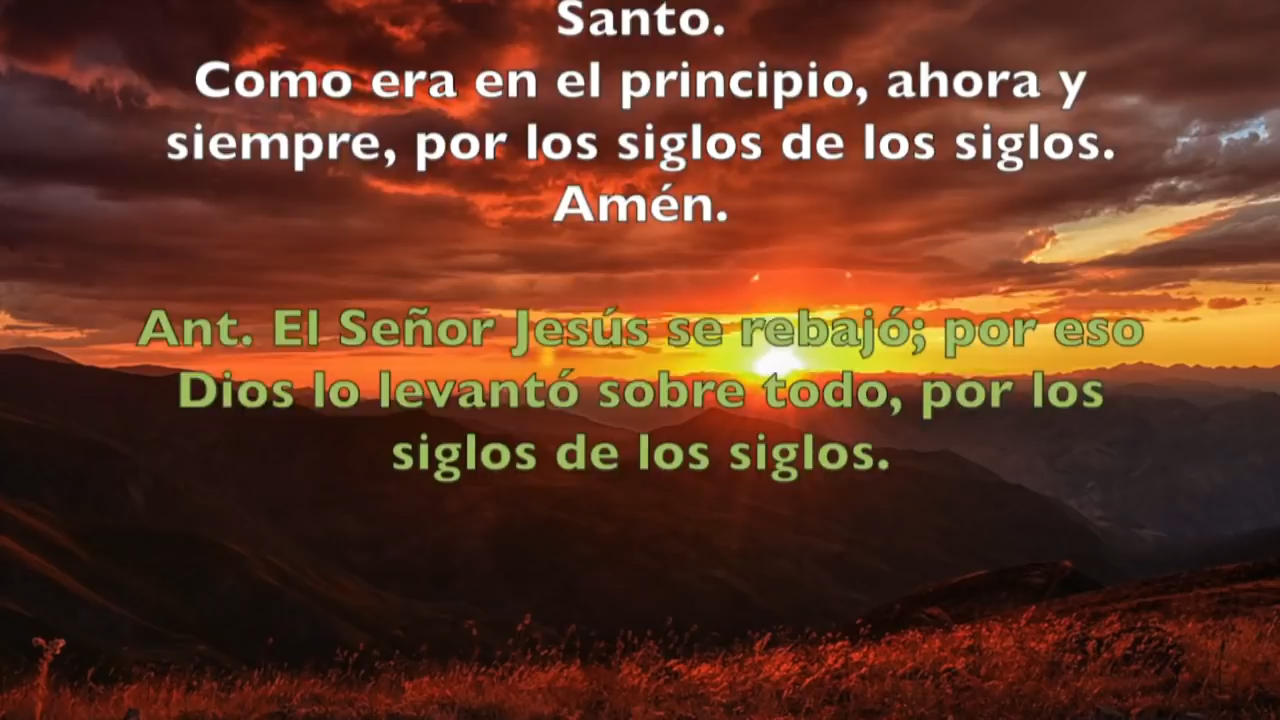 Santo.
Como era en el principio, ahora y
siempre, por los siglos de los siglos.
Amén.
Ant. El Señor Jesús se rebajó; por eso
Dios lo levantó sobre todo, por los
siglos de los siglos.